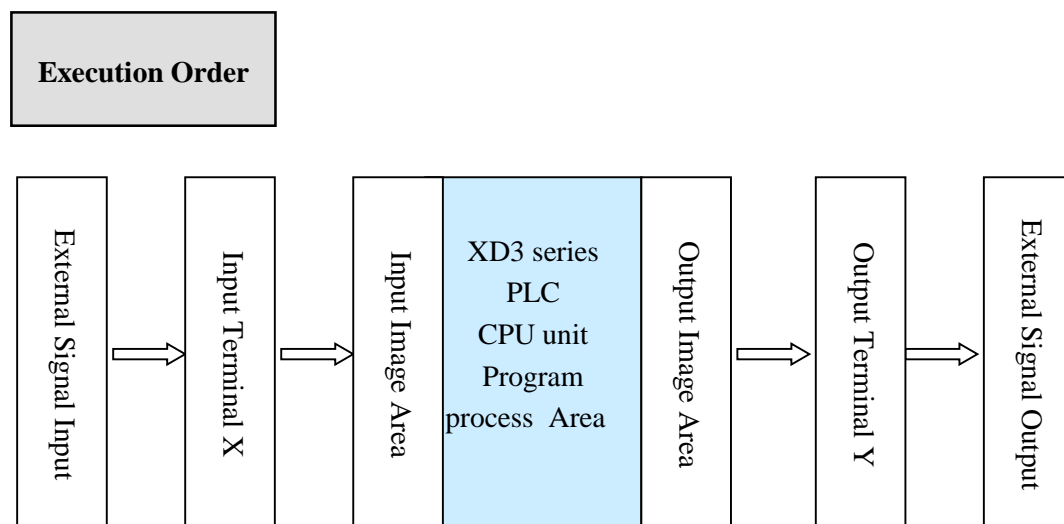 Execution Order
External Signal Input
Input Terminal X
Input Image Area
XD3 series
PLC
CPU unit
Program
process Area
Output Image Area
Output Terminal Y
External Signal Output